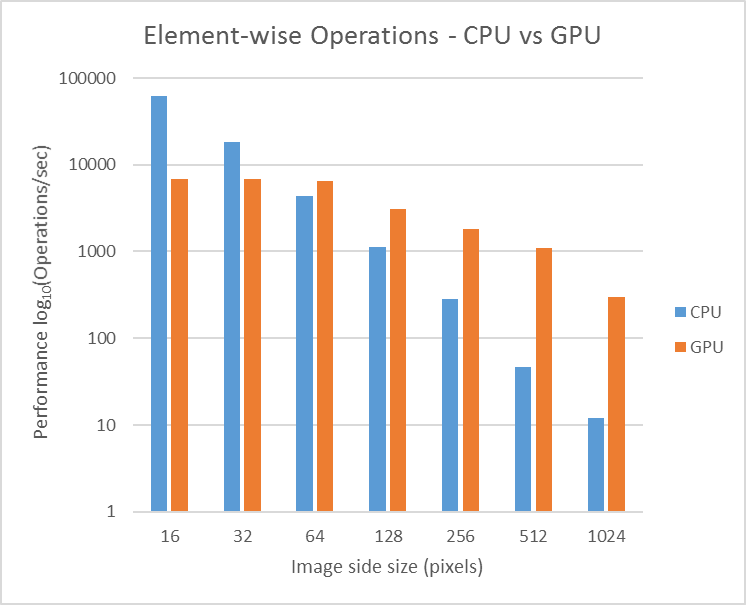 Element-wise Operations - CPU vs GPU
Performance log₁₀(Operations/sec)
100000
10000
1000
100
10
1
16 32 64 128 256 512 1024
Image side size (pixels)
CPU
GPU